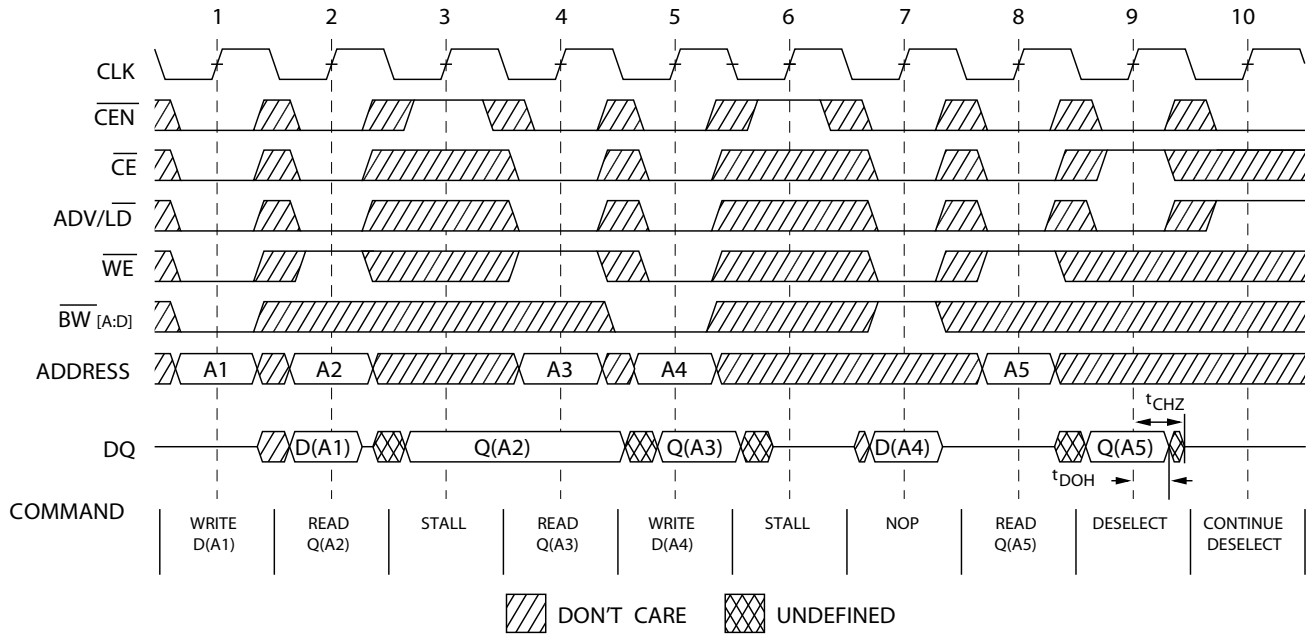 1 2 3 4 5 6 7 8 9 10
CLK
CEN
CE
ADV/LD
WE
BW [A:D]
ADDRESS A1 A2 A3 A4 A5
tCHZ
DQ D(A1) Q(A2) Q(A3) D(A4) Q(A5)
tDOH
COMMAND
WRITE READ STALL READ WRITE STALL NOP READ DESELECT CONTINUE
D(A1) Q(A2) Q(A3) D(A4) Q(A5) DESELECT
DON'T CARE UNDEFINED